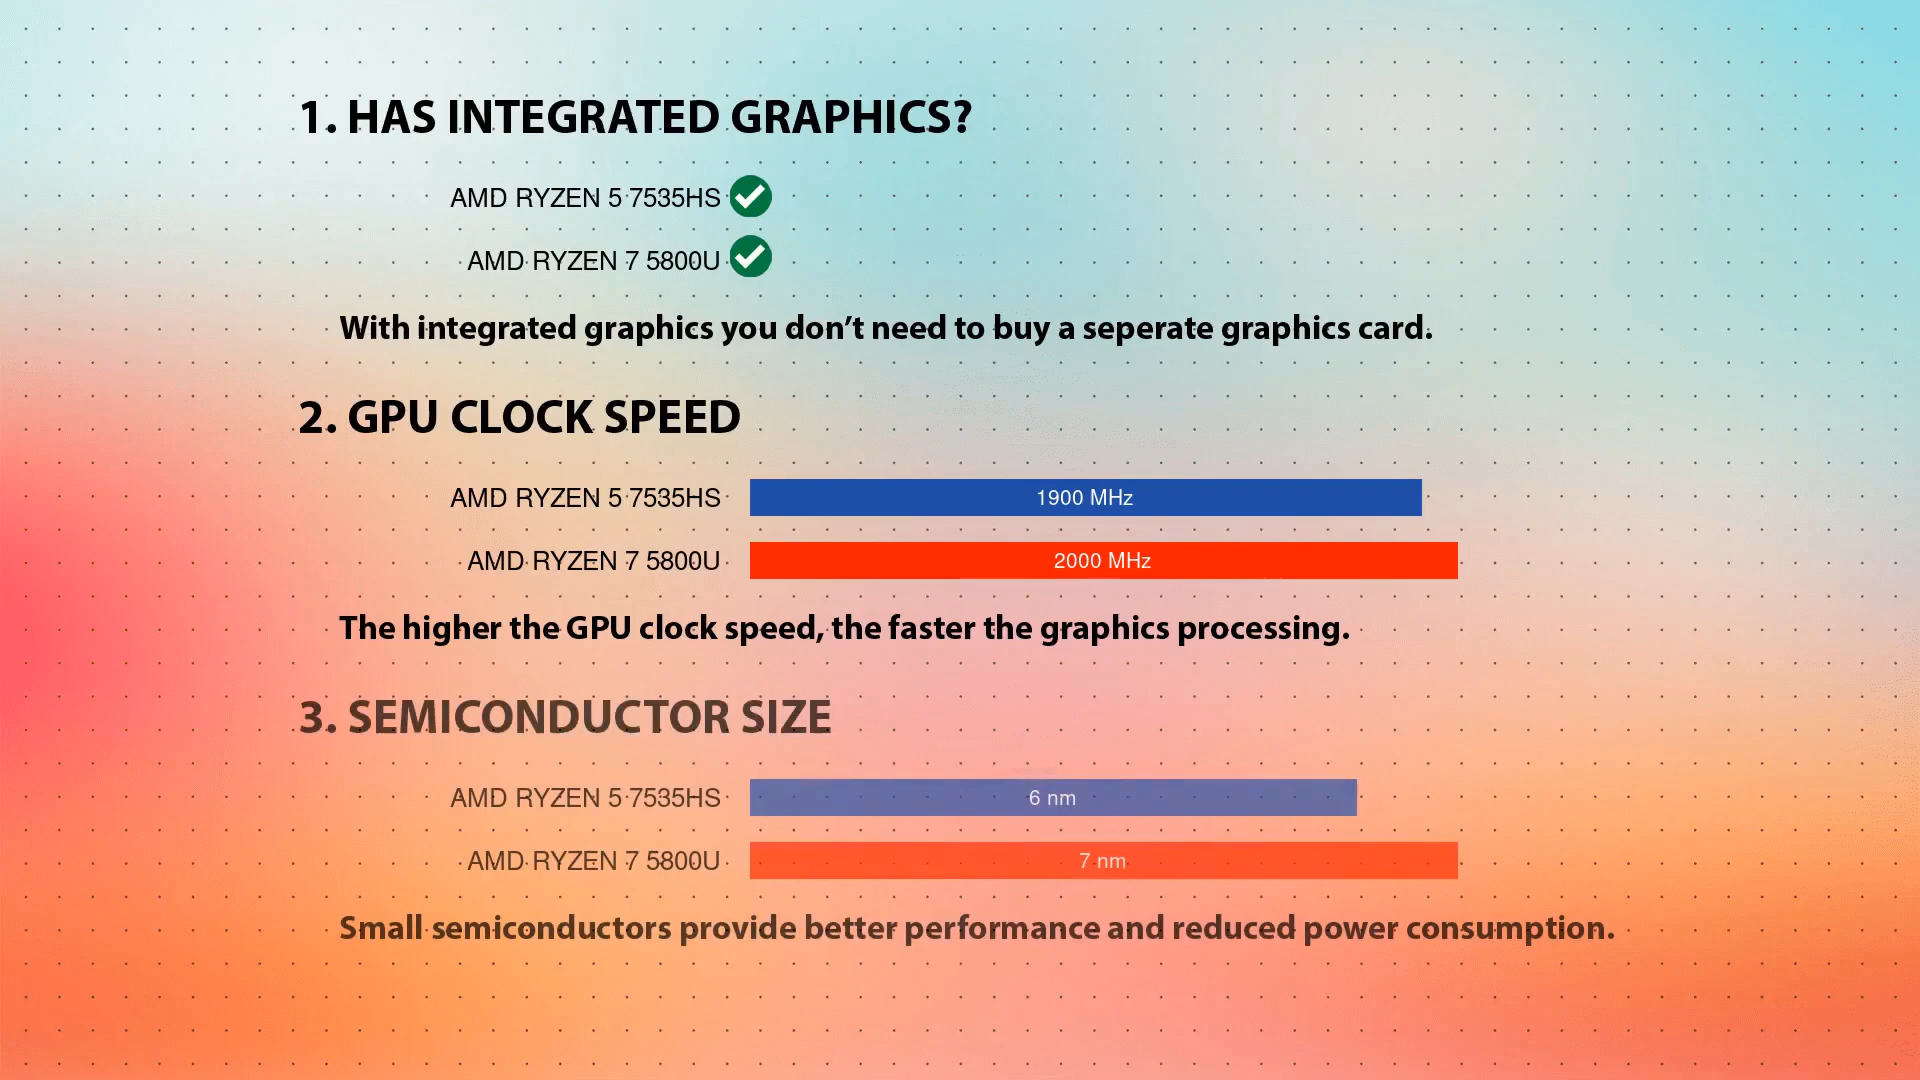 1. HAS INTEGRATED GRAPHICS?
AMD RYZEN 5 7535HS
AMD RYZEN 7 5800U
With integrated graphics you don’t need to buy a seperate graphics card.
2. GPU CLOCK SPEED
AMD RYZEN 5 7535HS 1900 MHz
AMD RYZEN 7 5800U 2000 MHz
The higher the GPU clock speed, the faster the graphics processing.
3. SEMICONDUCTOR SIZE
AMD RYZEN 5 7535HS 6 nm
AMD RYZEN 7 5800U 7 nm
Small semiconductors provide better performance and reduced power consumption.